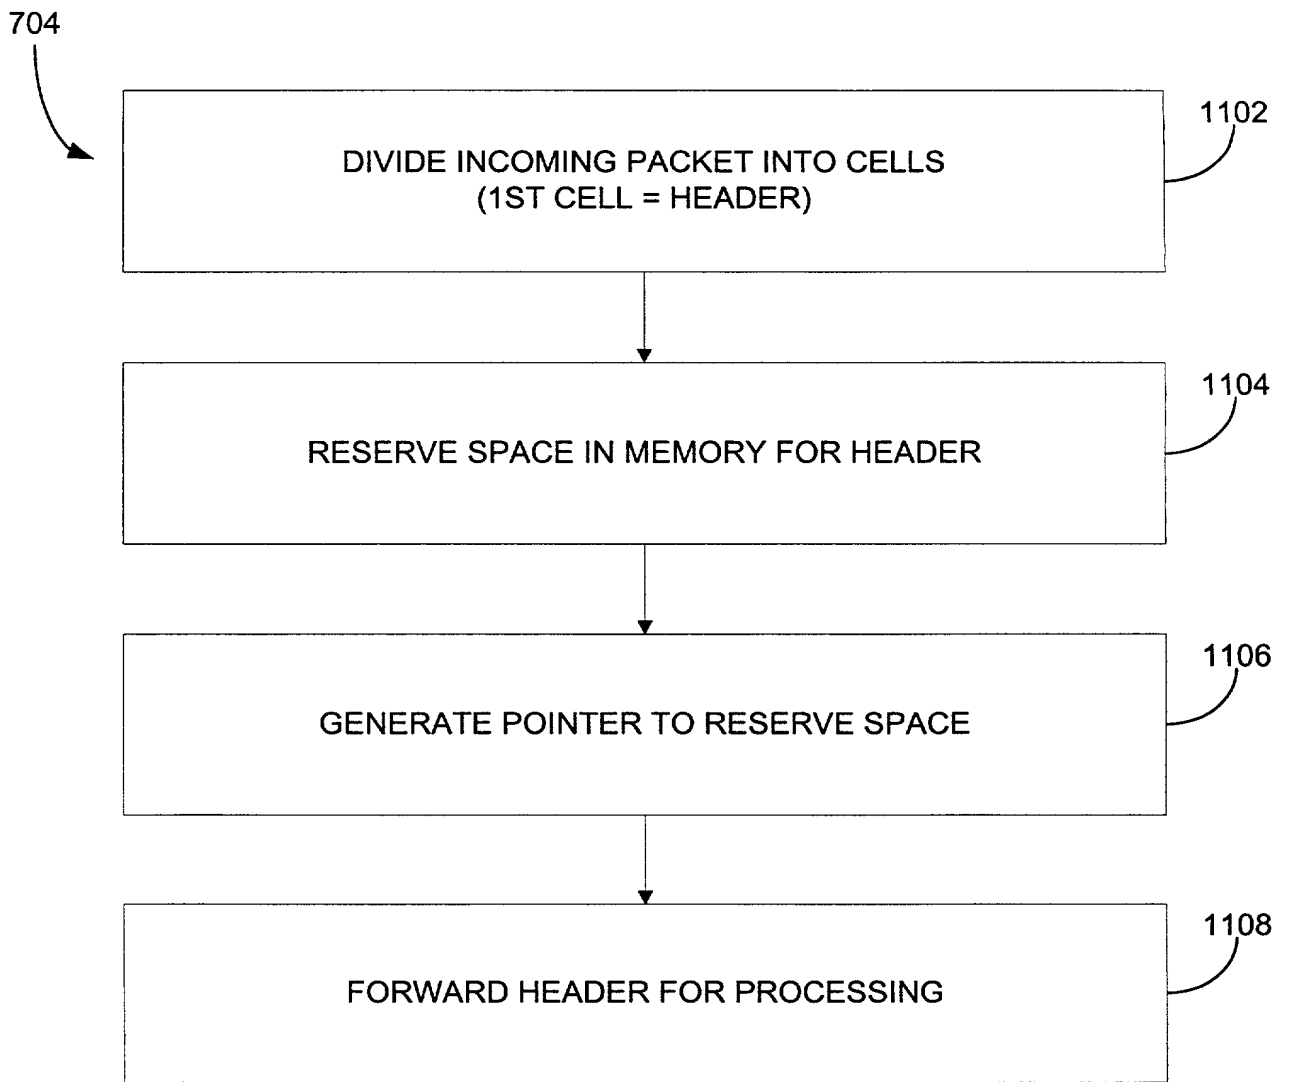 704
1102
DIVIDE INCOMING PACKET INTO CELLS
(1ST CELL = HEADER)
1104
RESERVE SPACE IN MEMORY FOR HEADER
1106
GENERATE POINTER TO RESERVE SPACE
1108
FORWARD HEADER FOR PROCESSING